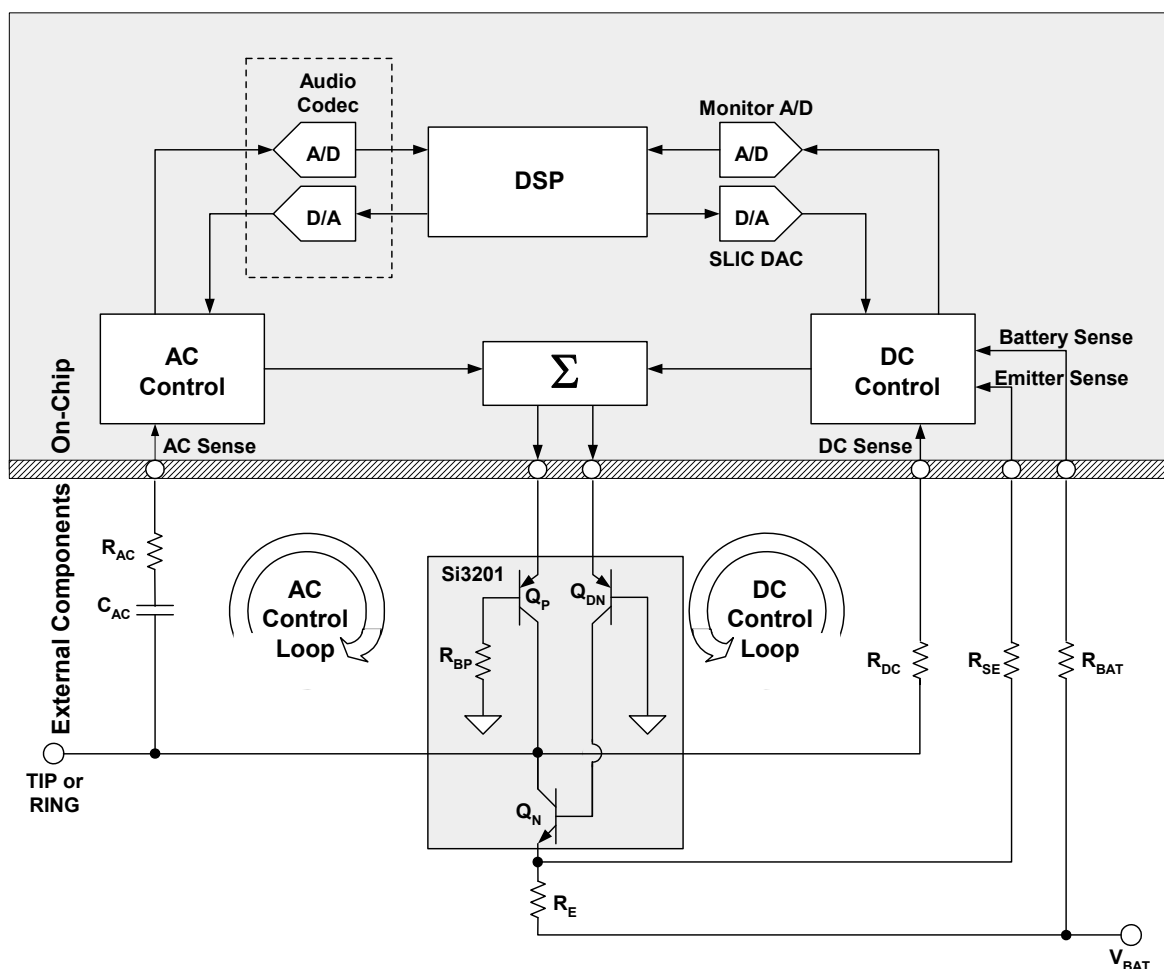 Audio
Codec
Monitor A/D
A/D
A/D
DSP
D/A
D/A
SLIC DAC
AC
Control
Σ
DC
Control
Battery Sense
Emitter Sense
On-Chip
AC Sense
DC Sense
External Components
R_AC
C_AC
AC
Control
Loop
Si3201
Q_P
Q_DN
R_BP
DC
Control
Loop
R_DC
R_SE
R_BAT
TIP or
RING
Q_N
R_E
V_BAT